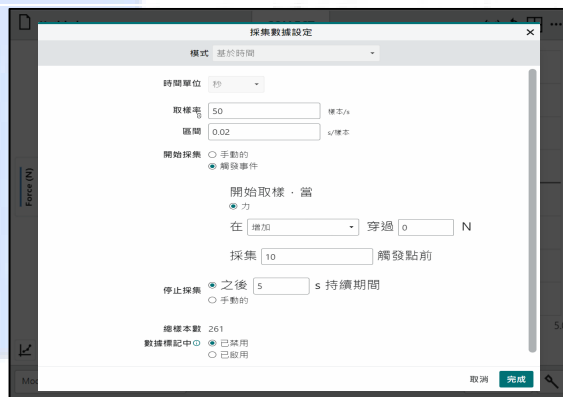 採集數據設定 ×
模式 基於時間
時間單位 秒
取樣率 50 樣本/s
區間 0.02 s/樣本
開始採集 手動的
觸發事件
開始取樣，當
力
在 增加 穿過 0 N
採集 10 觸發點前
停止採集 之後 5 s 持續期間
手動的
總樣本數 261
數據標記中 已禁用
已啟用
取消 完成
Force (N)
5.0
Mod